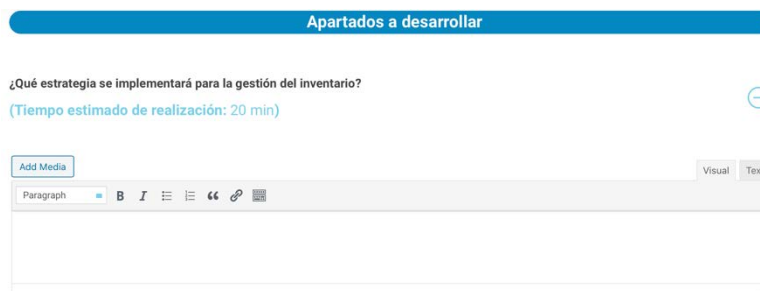 Apartados a desarrollar
¿Qué estrategia se implementará para la gestión del inventario?
(Tiempo estimado de realización: 20 min)
Add Media
Visual
Paragraph B I